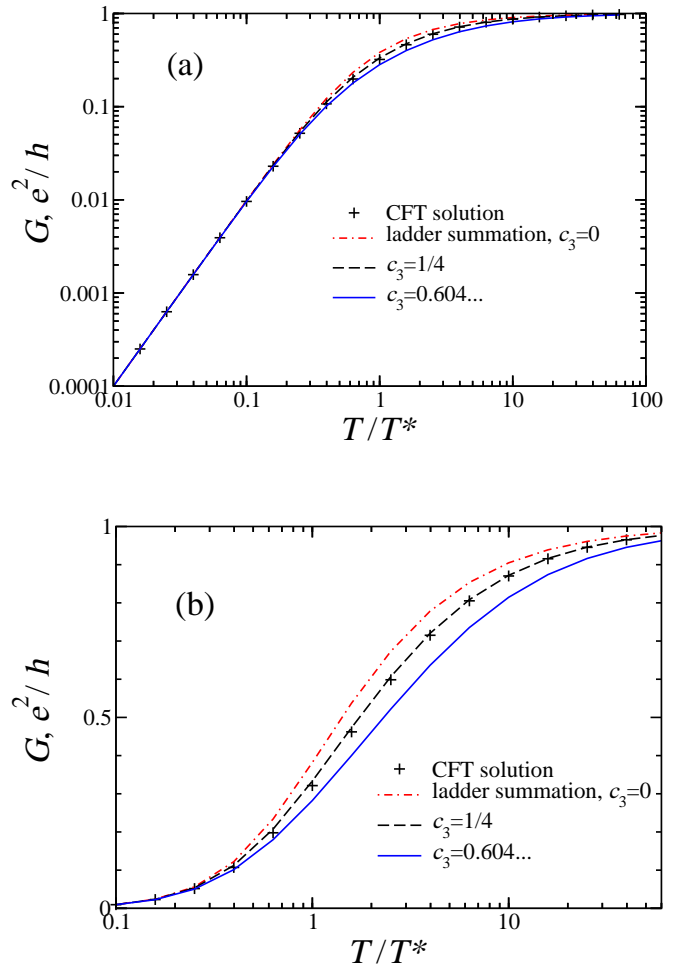 1
0.1
0.01
0.001
0.0001
G, e²/h
(a)
CFT solution
ladder summation, c₃=0
c₃=1/4
c₃=0.604...
0.01
0.1
1
10
100
T/T*
1
0.5
0
G, e²/h
(b)
CFT solution
ladder summation, c₃=0
c₃=1/4
c₃=0.604...
0.1
1
10
T/T*